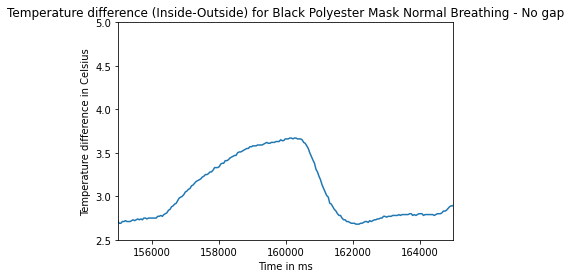 Temperature difference (Inside-Outside) for Black Polyester Mask Normal Breathing - No gap
Temperature difference in Celsius
5.0
4.5
4.0
3.5
3.0
2.5
156000 158000 160000 162000 164000
Time in ms